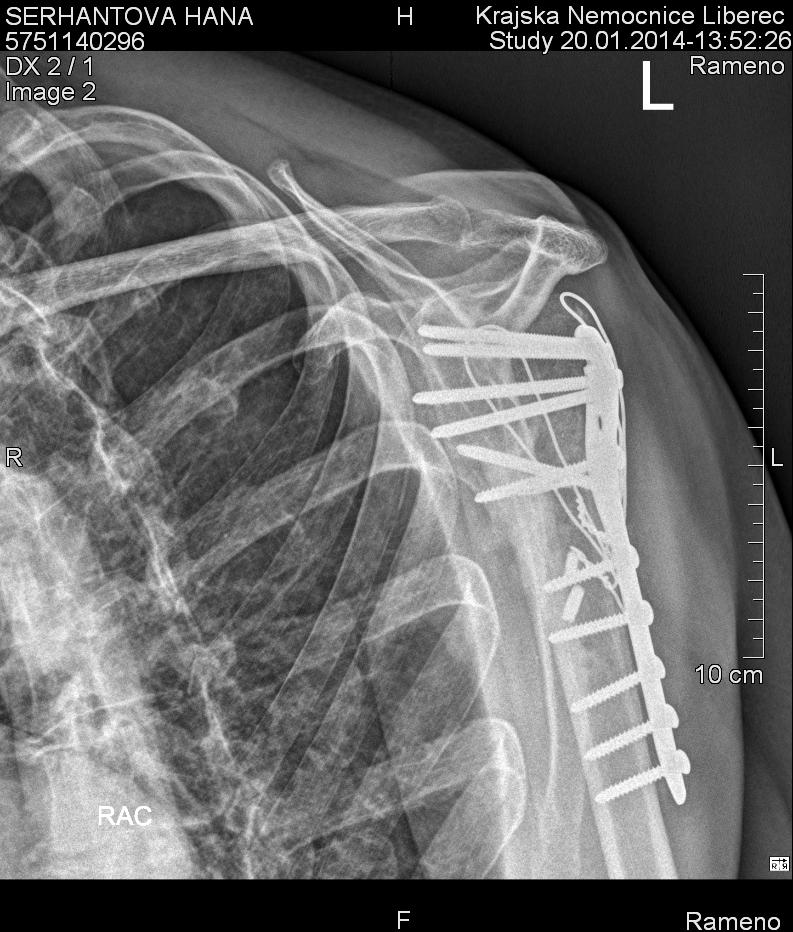 SERHANTOVA HANA
5751140296
DX 2 / 1
Image 2
H
Krajska Nemocnice Liberec
Study 20.01.2014-13:52:26
Rameno
L
R
L
10 cm
RAC
F
Rameno